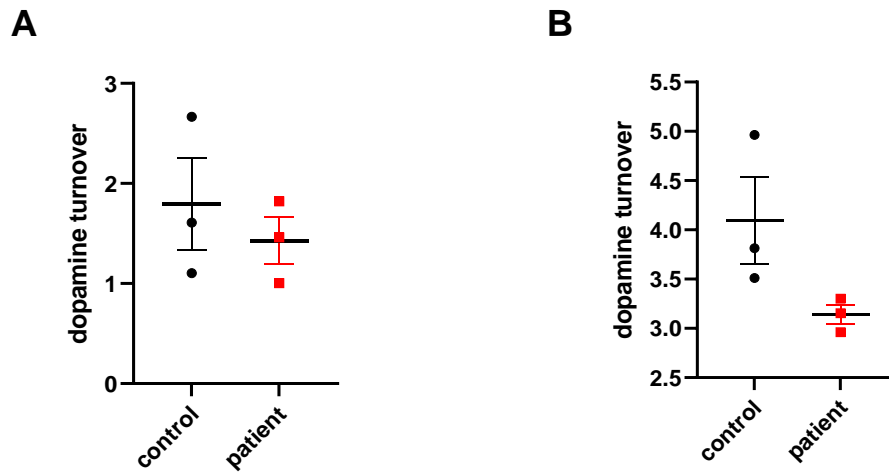 A
dopamine turnover
3
2
1
0
control
patient
B
dopamine turnover
5.5
5.0
4.5
4.0
3.5
3.0
2.5
control
patient